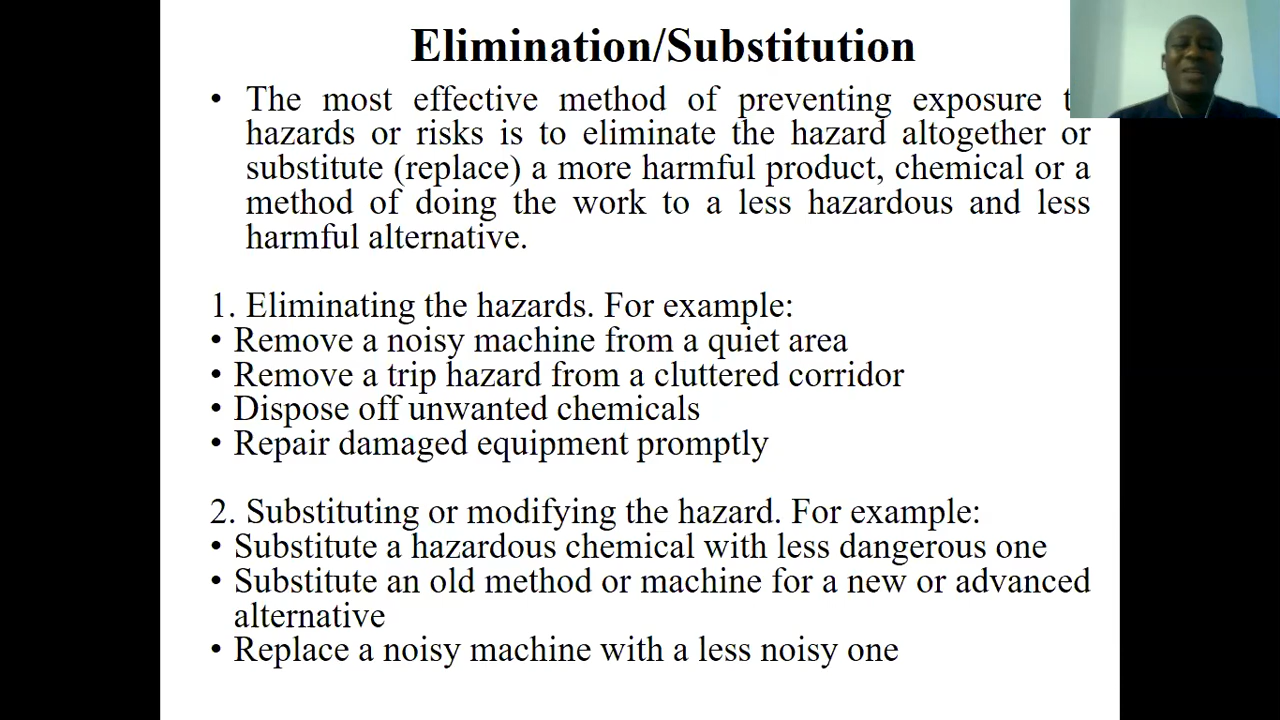 Elimination/Substitution
• The most effective method of preventing exposure
hazards or risks is to eliminate the hazard altogether or
substitute (replace) a more harmful product, chemical or a
method of doing the work to a less hazardous and less
harmful alternative.
1. Eliminating the hazards. For example:
• Remove a noisy machine from a quiet area
• Remove a trip hazard from a cluttered corridor
• Dispose off unwanted chemicals
• Repair damaged equipment promptly
2. Substituting or modifying the hazard. For example:
• Substitute a hazardous chemical with less dangerous one
• Substitute an old method or machine for a new or advanced
alternative
• Replace a noisy machine with a less noisy one